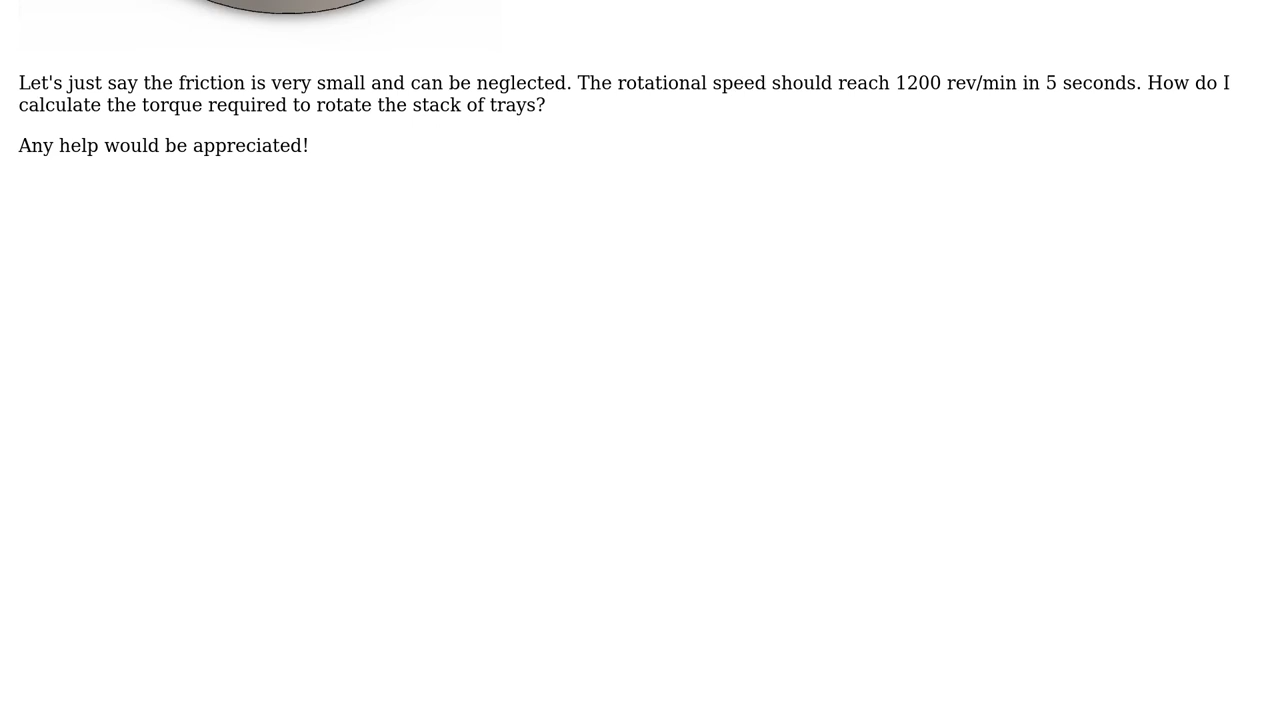 Let's just say the friction is very small and can be neglected. The rotational speed should reach 1200 rev/min in 5 seconds. How do I
calculate the torque required to rotate the stack of trays?
Any help would be appreciated!